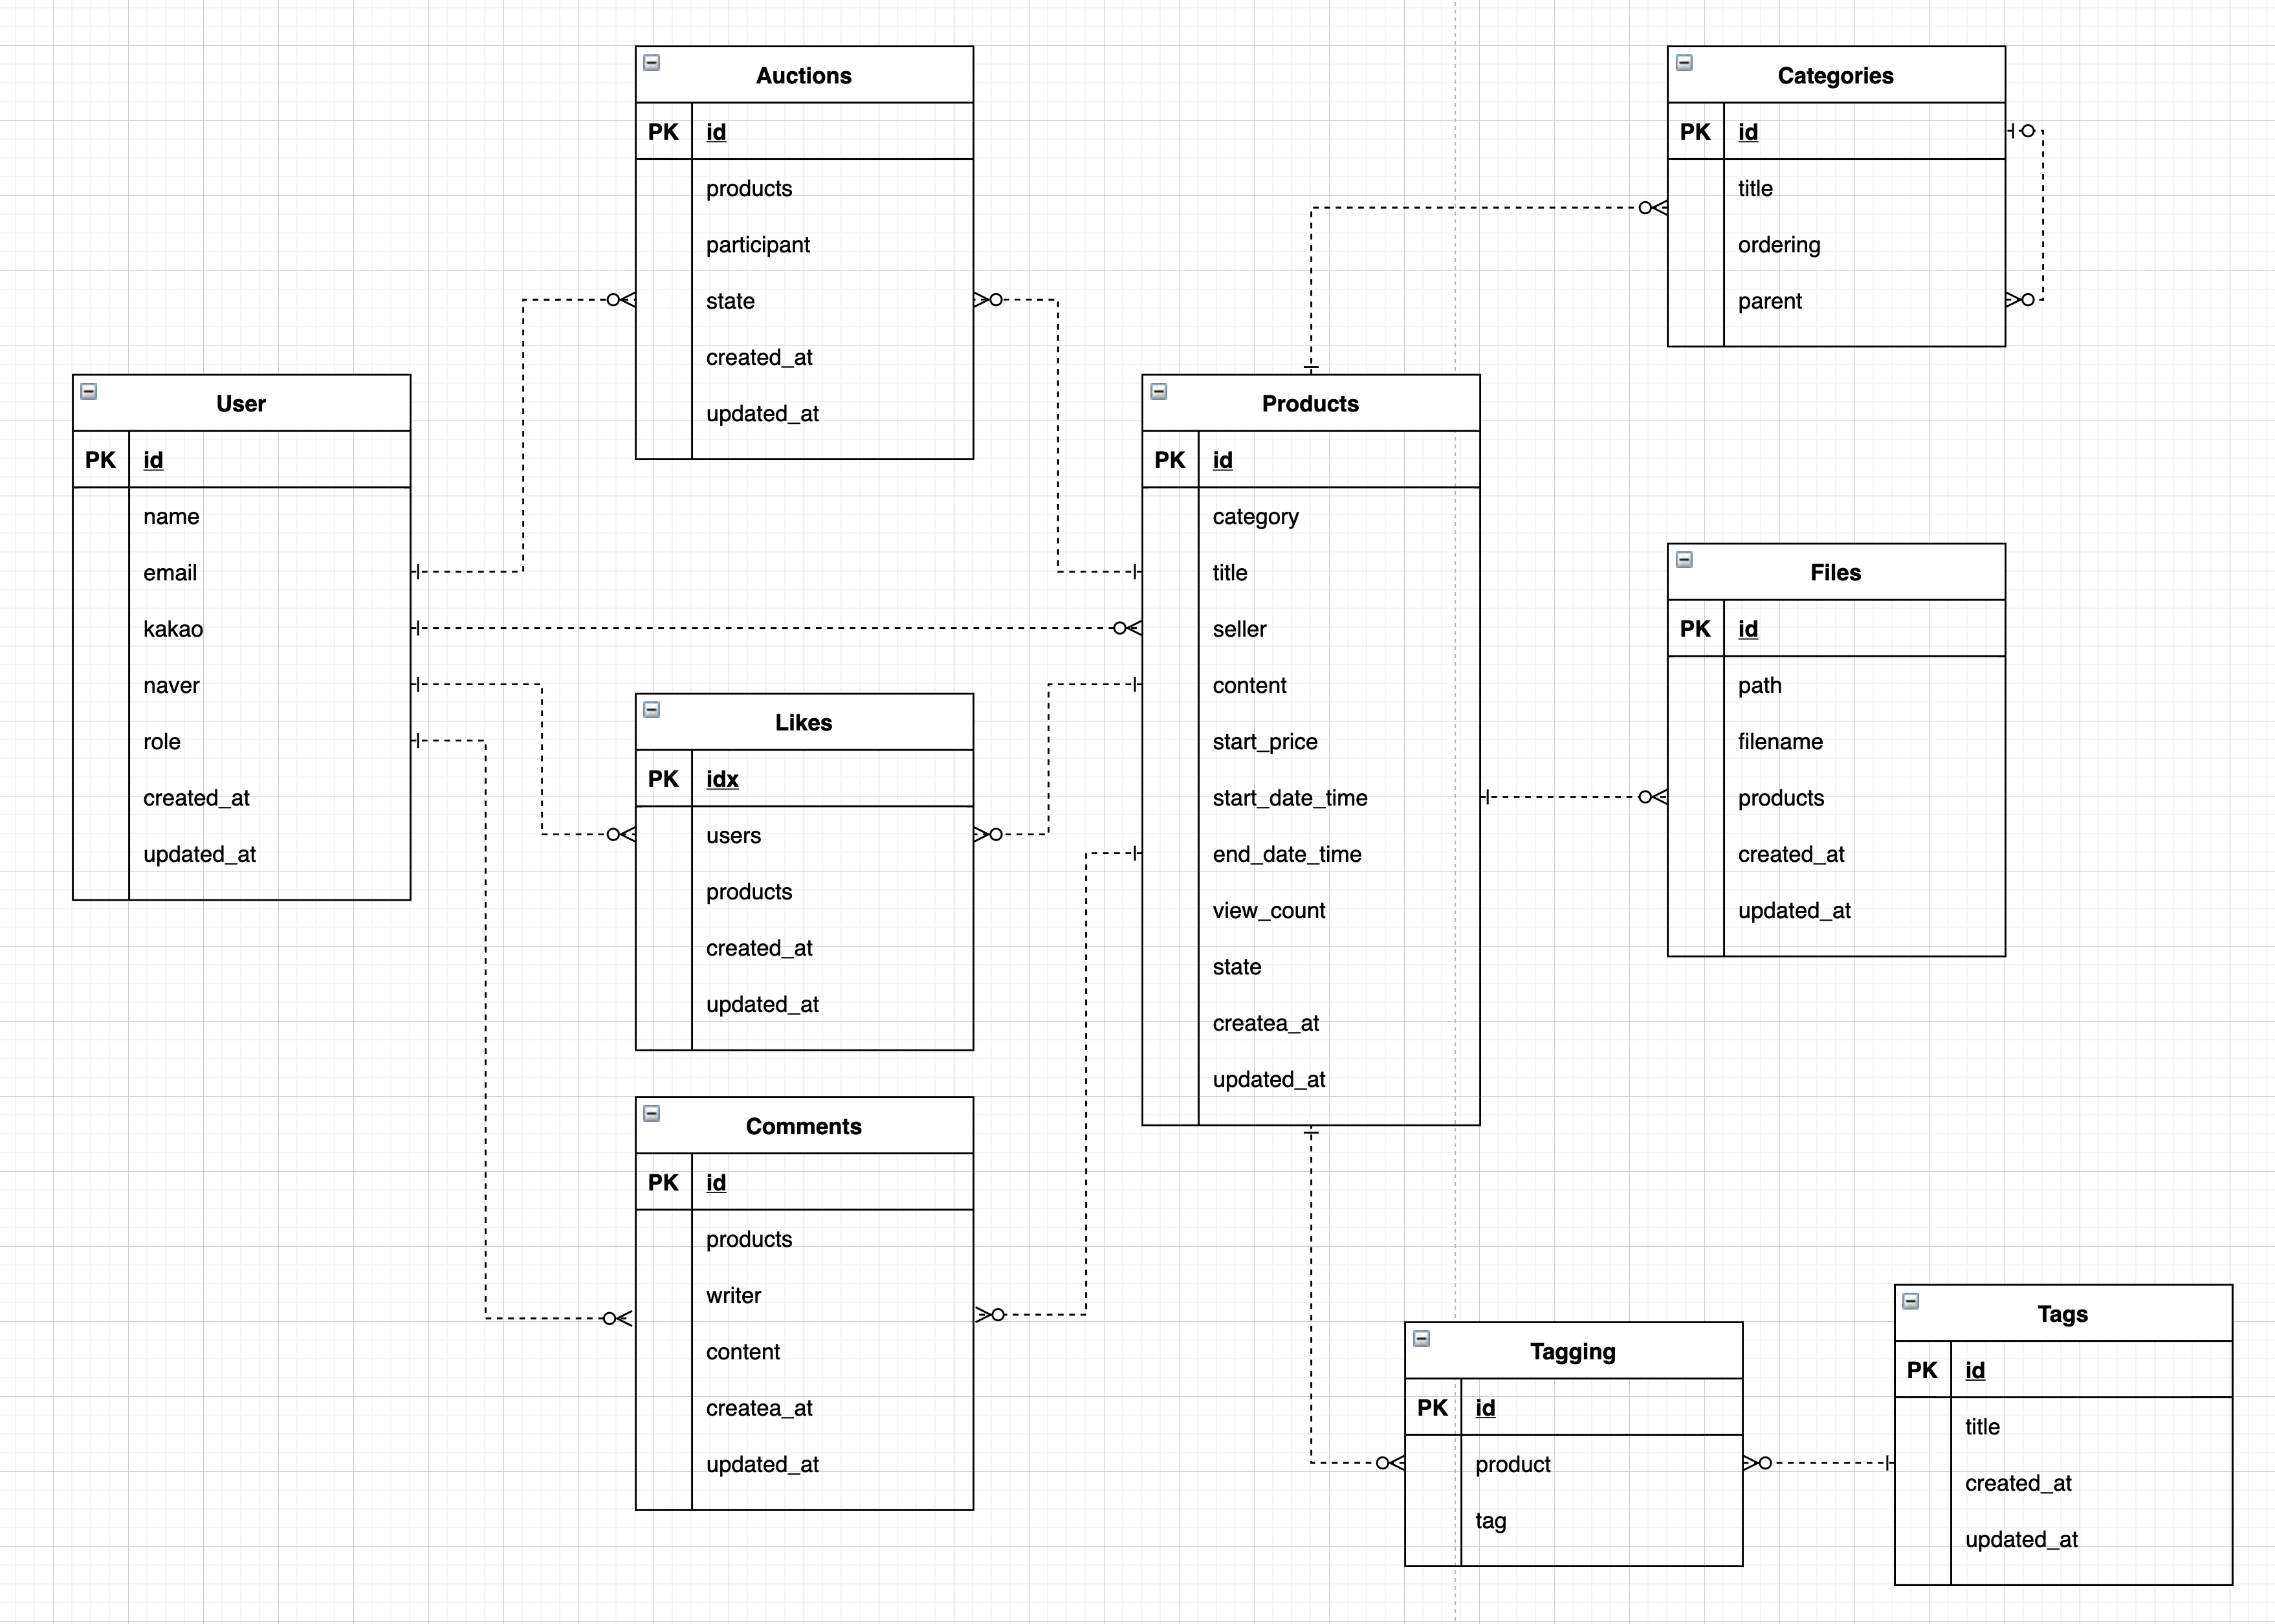 Auctions
PK id
products
participant
state
created_at
updated_at
Categories
PK id
title
ordering
parent
User
PK id
name
email
kakao
naver
role
created_at
updated_at
Products
PK id
category
title
seller
content
start_price
start_date_time
end_date_time
view_count
state
createa_at
updated_at
Files
PK id
path
filename
products
created_at
updated_at
Likes
PK idx
users
products
created_at
updated_at
Comments
PK id
products
writer
content
createa_at
updated_at
Tagging
PK id
product
tag
Tags
PK id
title
created_at
updated_at